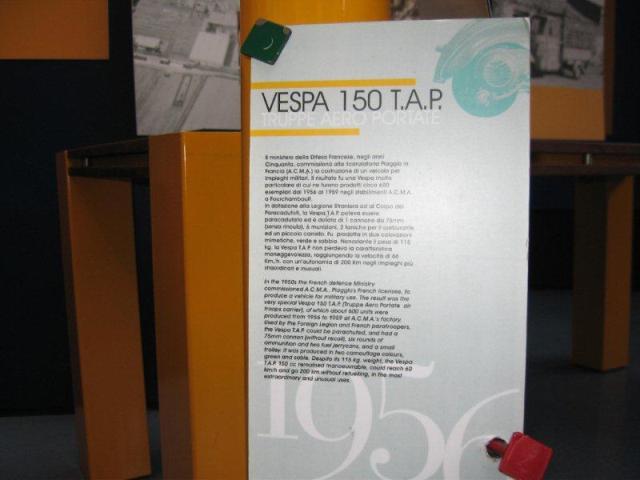 VESPA 150 T.A.P.
TRUPPE AERO PORTATE
Il ministero della Difesa Francese, negli anni
Cinquanta, commissionò alla licenziataria Piaggio in
Francia (A.C.M.A.) la costruzione di un veicolo per
impieghi militari. Il risultato fu una Vespa molto
particolare di cui ne furono prodotti circa 600
esemplari dal 1956 al 1959 negli stabilimenti A.C.M.A.
a Fourchambault.
In dotazione alla Legione Straniera ed al Corpo dei
Paracadutisti, la Vespa T.A.P. poteva essere
paracadutata ed è dotata di 1 cannone da 75mm
(senza rinculo), 6 munizioni, 2 taniche per il carburante
ed un piccolo carrello. Fu prodotta in due colorazioni
mimetiche, verde e sabbia. Nonostante il peso di 115
kg, la Vespa T.A.P. non perdeva la caratteristica
maneggevolezza, raggiungendo la velocità di 66
Km/h. con un'autonomia di 200 Km negli impieghi più
straordinari e inusuali.
In the 1950s the French defence Ministry
commissioned A.C.M.A., Piaggio's French licensee, to
produce a vehicle for military use. The result was the
very special Vespa 150 T.A.P. (Truppe Aero Portate air
troops carrier), of which about 600 units were
produced from 1956 to 1959 at A.C.M.A.'s factory.
Used by the Foreign Legion and French paratroopers,
the Vespa T.A.P. could be parachuted, and had a
75mm cannon (without recoil), six rounds of
ammunition and two fuel jerrycans, and a small
trolley. It was produced in two camouflage colours,
green and sable. Despite its 115 kg. weight, the Vespa
T.A.P. 150 cc remained manoeuvrable, could reach 60
km/h and go 200 km without refueling, in the most
extraordinary and unusual uses.
1956